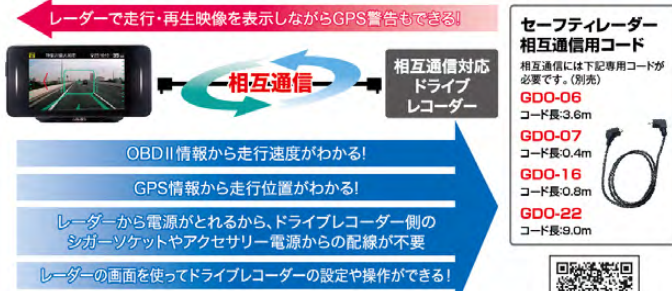 レーダーで走行・再生映像を表示しながらGPS警告もできる!
相互通信
相互通信対応
ドライブ
レコーダー
OBDⅡ情報から走行速度がわかる!
GPS情報から走行位置がわかる!
レーダーから電源がとれるから、ドライブレコーダー側の
シガーソケットやアクセサリー電源からの配線が不要
レーダーの画面を使ってドライブレコーダーの設定や操作ができる!
セーフティレーダー
相互通信用コード
相互通信には下記専用コードが
必要です。(別売)
GDO-06
コード長:3.6m
GDO-07
コード長:0.4m
GDO-16
コード長:0.8m
GDO-22
コード長:9.0m